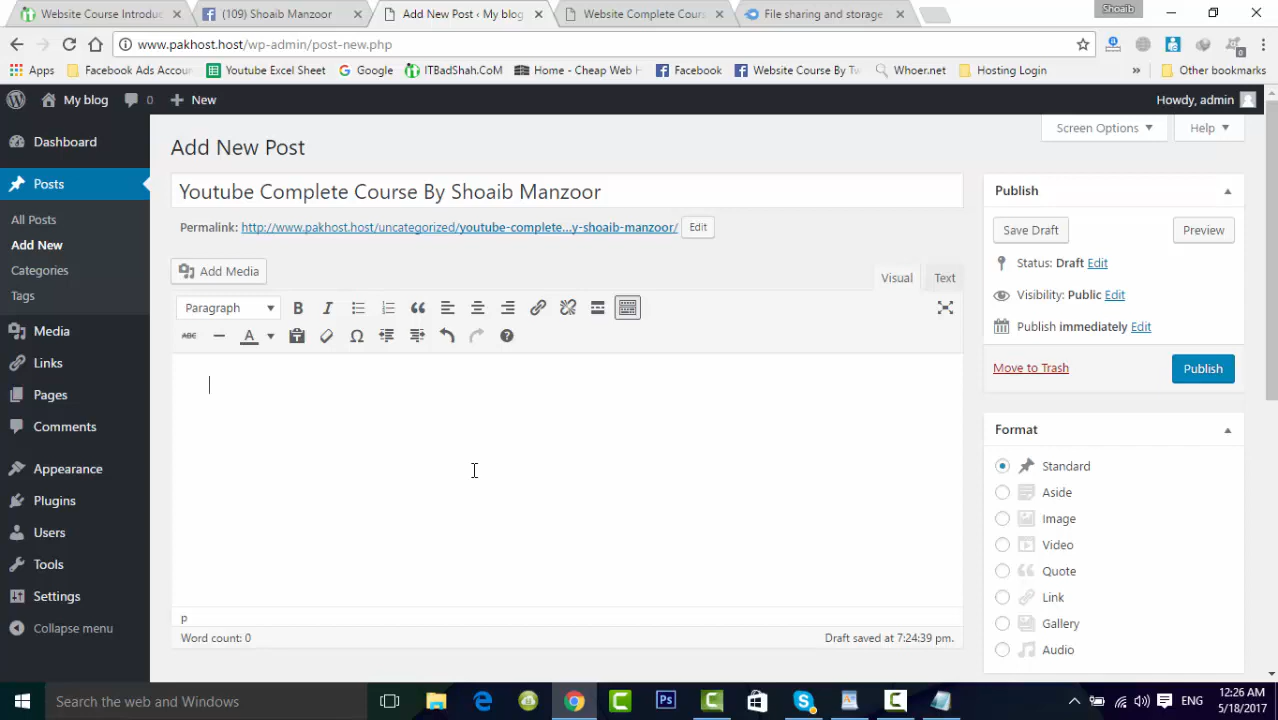 Website Course Introduc
(109) Shoaib Manzoor
Add New Post ‹ My blog
Website Complete Cours
File sharing and storage
Shoaib
www.pakhost.host/wp-admin/post-new.php
Apps
Facebook Ads Accoun
Youtube Excel Sheet
Google
ITBadShah.CoM
Home - Cheap Web H
Facebook
Website Course By Tw
Whoer.net
Hosting Login
»
Other bookmarks
My blog
0
New
Howdy, admin
Dashboard
Posts
All Posts
Add New
Categories
Tags
Media
Links
Pages
Comments
Appearance
Plugins
Users
Tools
Settings
Collapse menu
Screen Options
Help
Add New Post
Youtube Complete Course By Shoaib Manzoor
Permalink: http://www.pakhost.host/uncategorized/youtube-complete...y-shoaib-manzoor/ Edit
Add Media
Visual
Text
Paragraph
B
I
ABC
A
Ω
p
Word count: 0
Draft saved at 7:24:39 pm.
Publish
Save Draft
Preview
Status: Draft Edit
Visibility: Public Edit
Publish immediately Edit
Move to Trash
Publish
Format
Standard
Aside
Image
Video
Quote
Link
Gallery
Audio
Search the web and Windows
Ps
ENG
12:26 AM
5/18/2017